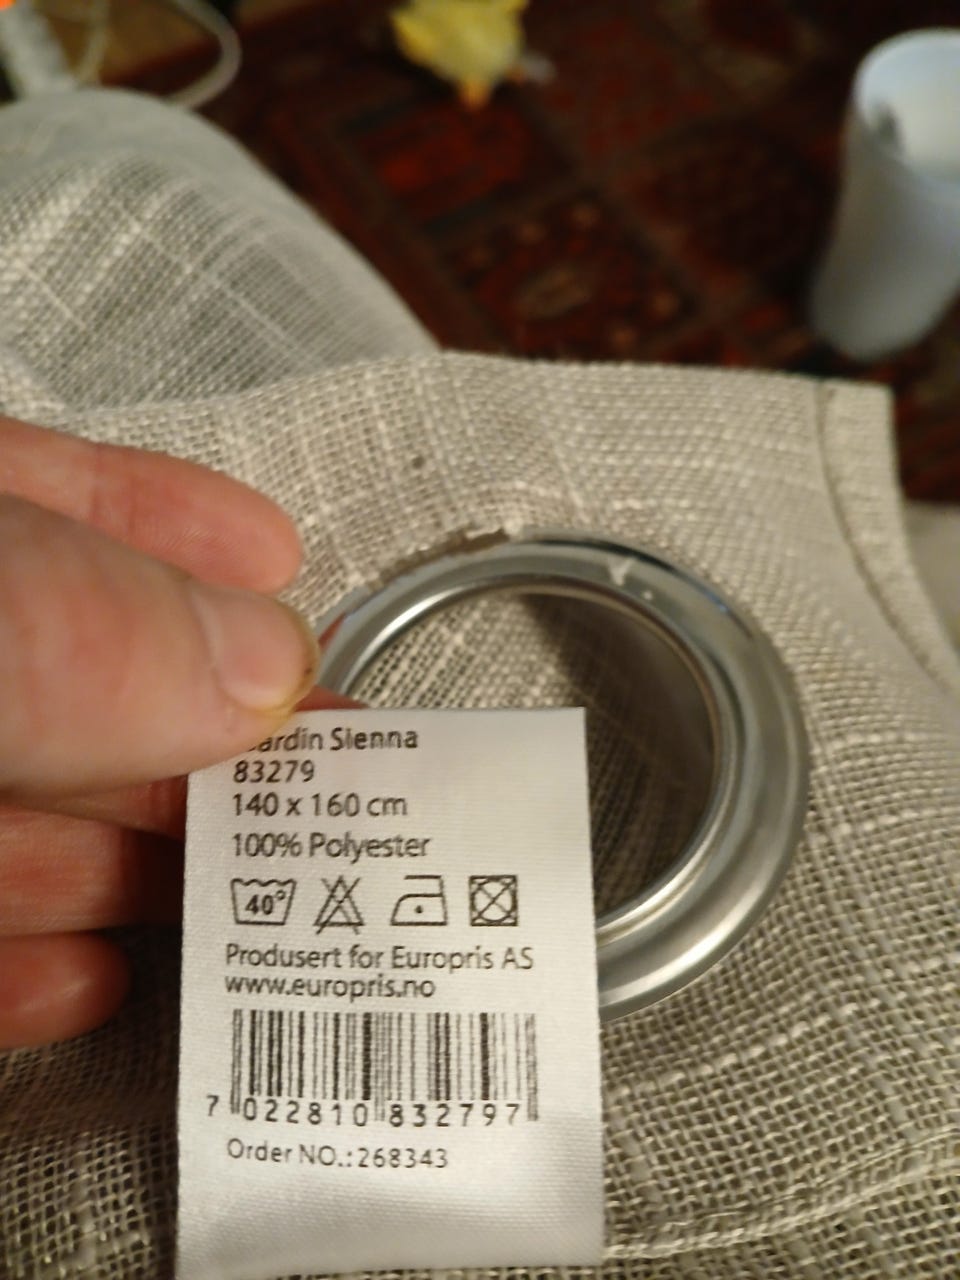 Sienna
83279
140 x 160 cm
100% Polyester
40°
Produsert for Europris AS
www.europris.no
7 022810 832797
Order NO.:268343